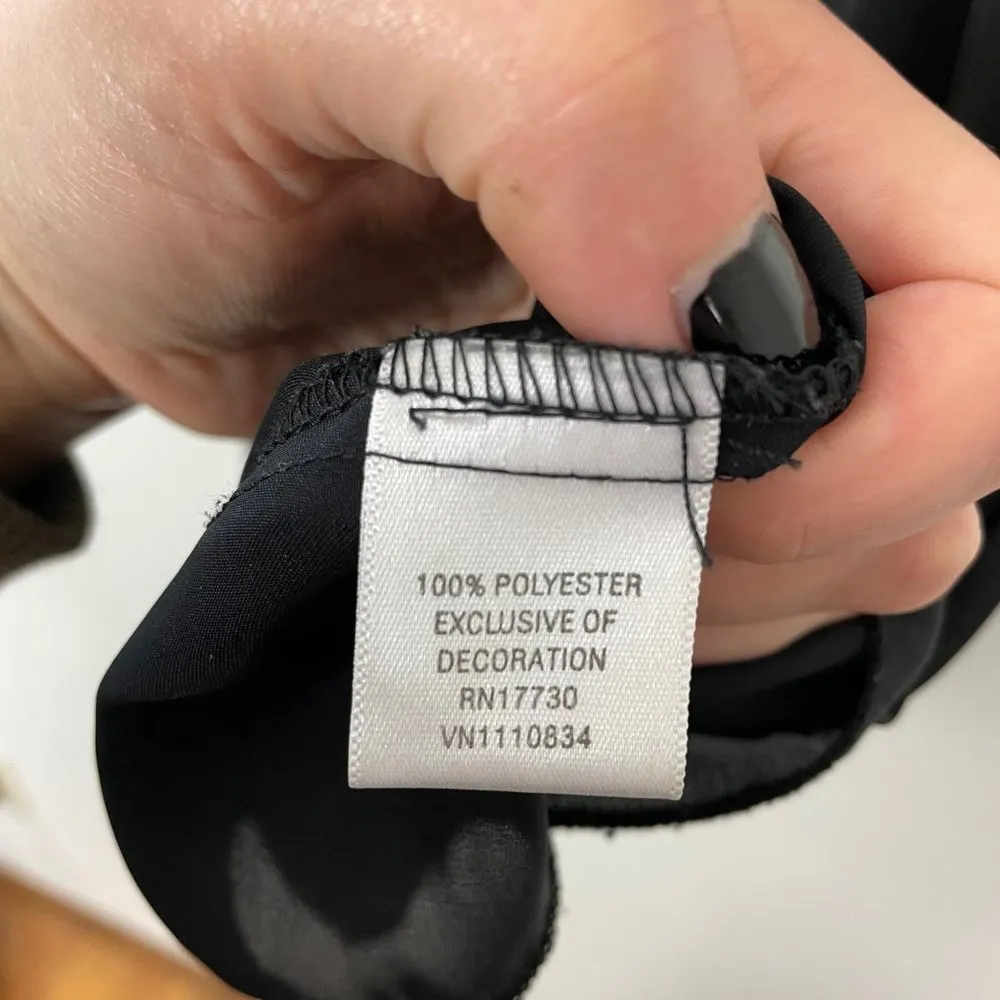 100% POLYESTER
EXCLUSIVE OF
DECORATION
RN17730
VN1110834